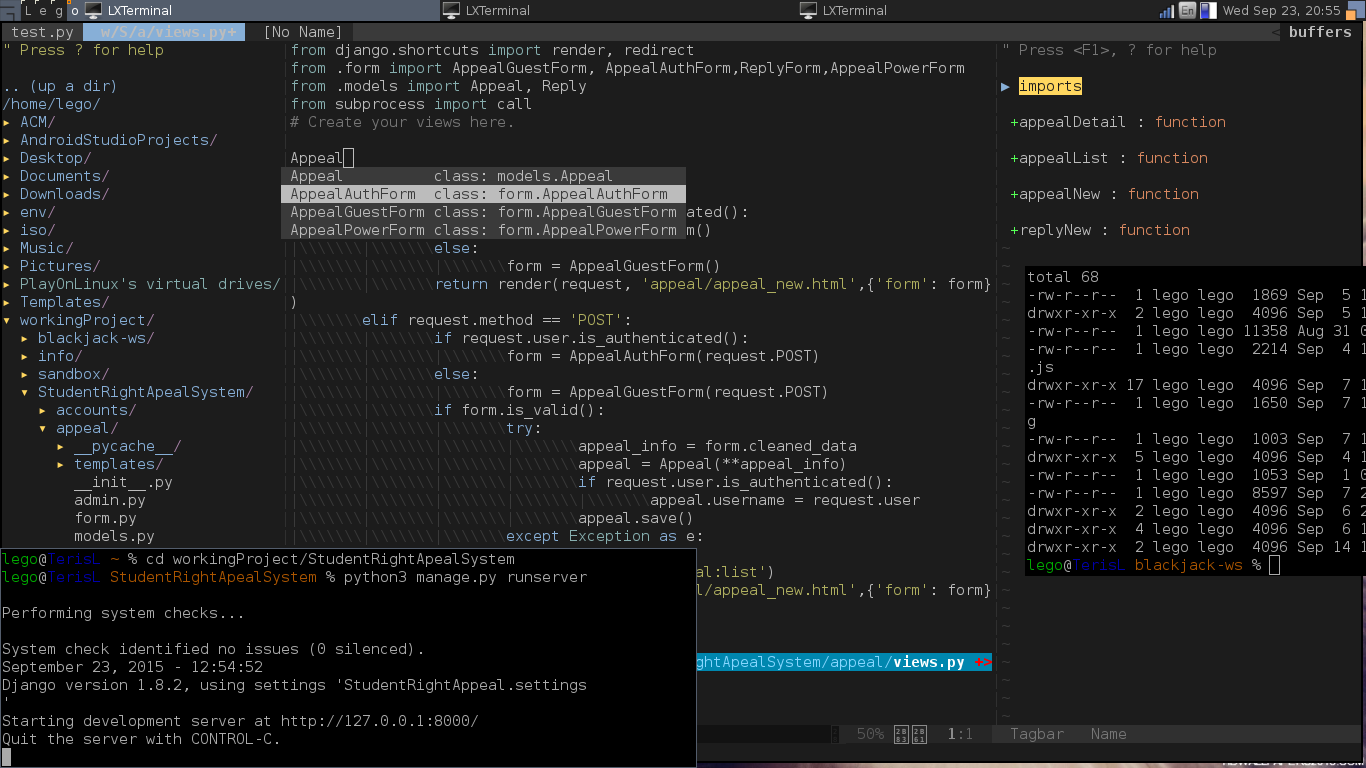 L e g o LXTerminal LXTerminal LXTerminal En Wed Sep 23, 20:55
test.py w/S/a/views.py+ [No Name] < buffers
" Press ? for help
.. (up a dir)
/home/lego/
▸ ACM/
▸ AndroidStudioProjects/
▸ Desktop/
▸ Documents/
▸ Downloads/
▸ env/
▸ iso/
▸ Music/
▸ Pictures/
▸ PlayOnLinux's virtual drives/
▸ Templates/
▾ workingProject/
▸ blackjack-ws/
▸ info/
▸ sandbox/
▾ StudentRightApealSystem/
▸ accounts/
▾ appeal/
▸ __pycache__/
▸ templates/
__init__.py
admin.py
form.py
models.py
from django.shortcuts import render, redirect
from .form import AppealGuestForm, AppealAuthForm,ReplyForm,AppealPowerForm
from .models import Appeal, Reply
from subprocess import call
# Create your views here.
Appeal
Appeal class: models.Appeal
AppealAuthForm class: form.AppealAuthForm
AppealGuestForm class: form.AppealGuestForm ated():
AppealPowerForm class: form.AppealPowerForm m()
else:
form = AppealGuestForm()
return render(request, 'appeal/appeal_new.html',{'form': form}
)
elif request.method == 'POST':
if request.user.is_authenticated():
form = AppealAuthForm(request.POST)
else:
form = AppealGuestForm(request.POST)
if form.is_valid():
try:
appeal_info = form.cleaned_data
appeal = Appeal(**appeal_info)
if request.user.is_authenticated():
appeal.username = request.user
appeal.save()
except Exception as e:
al:list')
l/appeal_new.html',{'form': form}
ghtApealSystem/appeal/views.py +>
50% 1:1 Tagbar Name
" Press <F1>, ? for help
▶ imports
+appealDetail : function
+appealList : function
+appealNew : function
+replyNew : function
total 68
-rw-r--r-- 1 lego lego 1869 Sep 5 1
drwxr-xr-x 2 lego lego 4096 Sep 5 1
-rw-r--r-- 1 lego lego 11358 Aug 31 0
-rw-r--r-- 1 lego lego 2214 Sep 4 1
.js
drwxr-xr-x 17 lego lego 4096 Sep 7 1
-rw-r--r-- 1 lego lego 1650 Sep 7 1
g
-rw-r--r-- 1 lego lego 1003 Sep 7 1
drwxr-xr-x 5 lego lego 4096 Sep 4 1
-rw-r--r-- 1 lego lego 1053 Sep 1 0
-rw-r--r-- 1 lego lego 8597 Sep 7 2
drwxr-xr-x 2 lego lego 4096 Sep 6 2
drwxr-xr-x 4 lego lego 4096 Sep 6 1
drwxr-xr-x 2 lego lego 4096 Sep 14 1
lego@TerisL blackjack-ws %
lego@TerisL ~ % cd workingProject/StudentRightApealSystem
lego@TerisL StudentRightApealSystem % python3 manage.py runserver
Performing system checks...
System check identified no issues (0 silenced).
September 23, 2015 - 12:54:52
Django version 1.8.2, using settings 'StudentRightAppeal.settings
'
Starting development server at http://127.0.0.1:8000/
Quit the server with CONTROL-C.